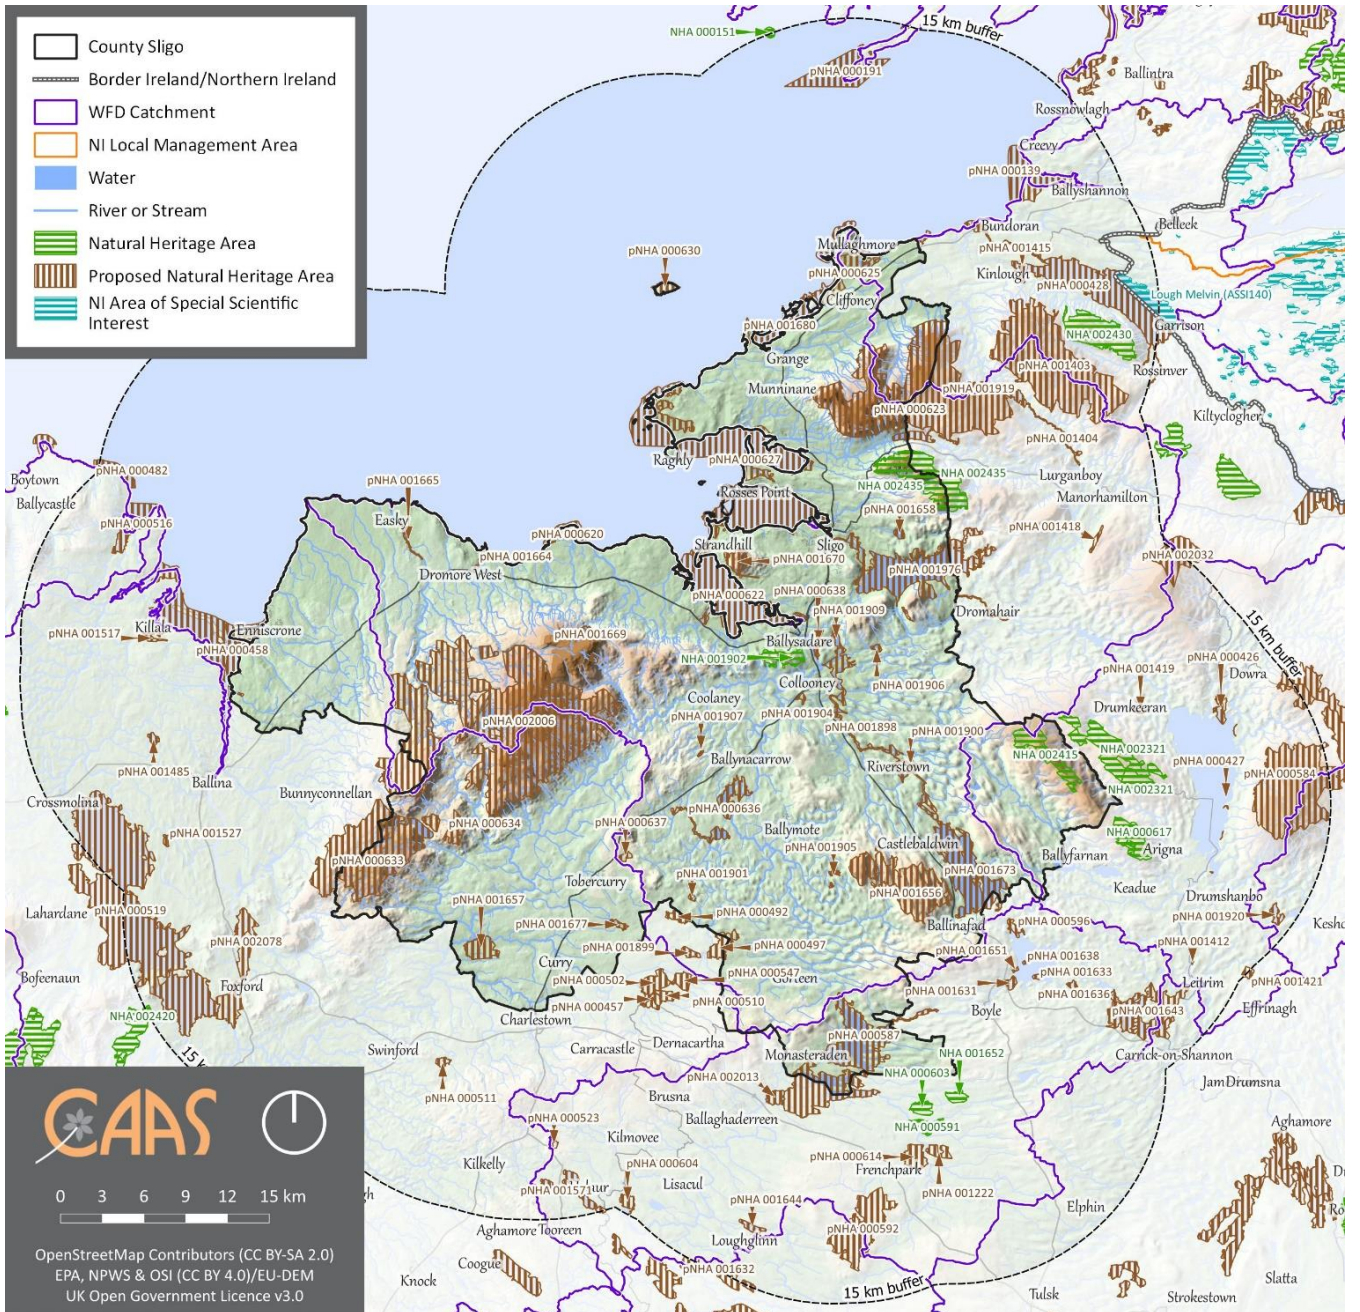 County Sligo
Border Ireland/Northern Ireland
WFD Catchment
NI Local Management Area
Water
River or Stream
Natural Heritage Area
Proposed Natural Heritage Area
NI Area of Special Scientific
Interest
15 km buffer
NHA 000151
pNHA 000191
Ballintra
Rossnowlagh
Creevy
pNHA 000139
Ballyshannon
Belleek
Bundoran
Mullaghmore
pNHA 001415
pNHA 000630
Kinlough
pNHA 000625
pNHA 000428
Cliffoney
Lough Melvin (ASSI140)
pNHA 001680
Garrison
NHA 002430
Grange
pNHA 001403
Rossinver
Munninane
pNHA 001919
pNHA 000623
Kiltyclogher
pNHA 001404
Raghly
pNHA 000627
pNHA 000482
Boytown
NHA 002435
Lurganboy
pNHA 001665
NHA 002435
Rosses Point
Manorhamilton
Ballycastle
pNHA 001658
Easky
pNHA 000516
pNHA 001418
pNHA 000620
Strandhill
Sligo
pNHA 001664
pNHA 001670
pNHA 002032
pNHA 001976
Dromore West
pNHA 000638
pNHA 000622
pNHA 001909
Dromahair
Killala
Enniscrone
pNHA 001517
pNHA 001669
Ballysadare
15 km buffer
pNHA 000458
NHA 001902
pNHA 000426
pNHA 001419
Dowra
Collooney
pNHA 001906
Coolaney
Drumkeeran
pNHA 001907
pNHA 001904
pNHA 002006
pNHA 001898
pNHA 001900
NHA 002321
NHA 002415
Ballynacarrow
Riverstown
pNHA 000427
pNHA 001485
pNHA 000584
Ballina
NHA 002321
Bunnyconnellan
Crossmolina
pNHA 000636
pNHA 000634
pNHA 000637
Ballymote
pNHA 001527
NHA 000617
Castlebaldwin
pNHA 001905
Arigna
Ballyfarnan
pNHA 000633
pNHA 001901
pNHA 001673
Tobercurry
Keadue
pNHA 001656
Drumshanbo
pNHA 001657
Lahardane
pNHA 000519
pNHA 000492
pNHA 001920
Ballinafad
pNHA 000596
pNHA 001677
pNHA 001412
pNHA 002078
pNHA 001899
pNHA 000497
pNHA 001651
pNHA 001638
Curry
Bofeenaun
pNHA 000547
pNHA 001633
pNHA 000502
Gorteen
Leitrim
pNHA 001421
Foxford
pNHA 001631
pNHA 001636
pNHA 000457
pNHA 000510
Boyle
pNHA 001643
Effrinagh
NHA 002420
Charlestown
pNHA 000587
Dernacartha
Swinford
Carracastle
Monasteraden
NHA 001652
Carrick-on-Shannon
NHA 000603
pNHA 002013
Jam Drumsna
pNHA 000511
Brusna
Ballaghaderreen
pNHA 000523
NHA 000591
Aghamore
Kilmovee
pNHA 000614
Kilkelly
pNHA 000604
Frenchpark
Lisacul
pNHA 001571
pNHA 001644
pNHA 001222
Elphin
Aghamore Tooreen
pNHA 000592
Loughglinn
Coogue
pNHA 001632
Knock
15 km buffer
Tulsk
Slatta
Strokestown
CAAS
0 3 6 9 12 15 km
OpenStreetMap Contributors (CC BY-SA 2.0)
EPA, NPWS & OSI (CC BY 4.0)/EU-DEM
UK Open Government Licence v3.0